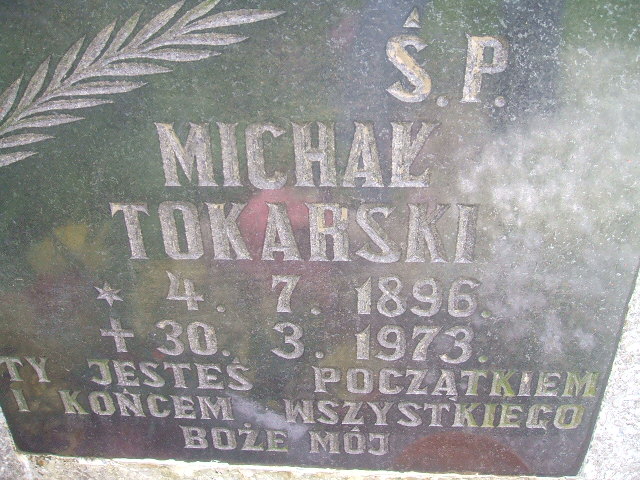 Ś.P.
MICHAŁ
TOKARSKI
* 4. 7. 1896.
+ 30. 3. 1973.
TY JESTEŚ POCZĄTKIEM
I KOŃCEM WSZYSTKIEGO
BOŻE MÓJ